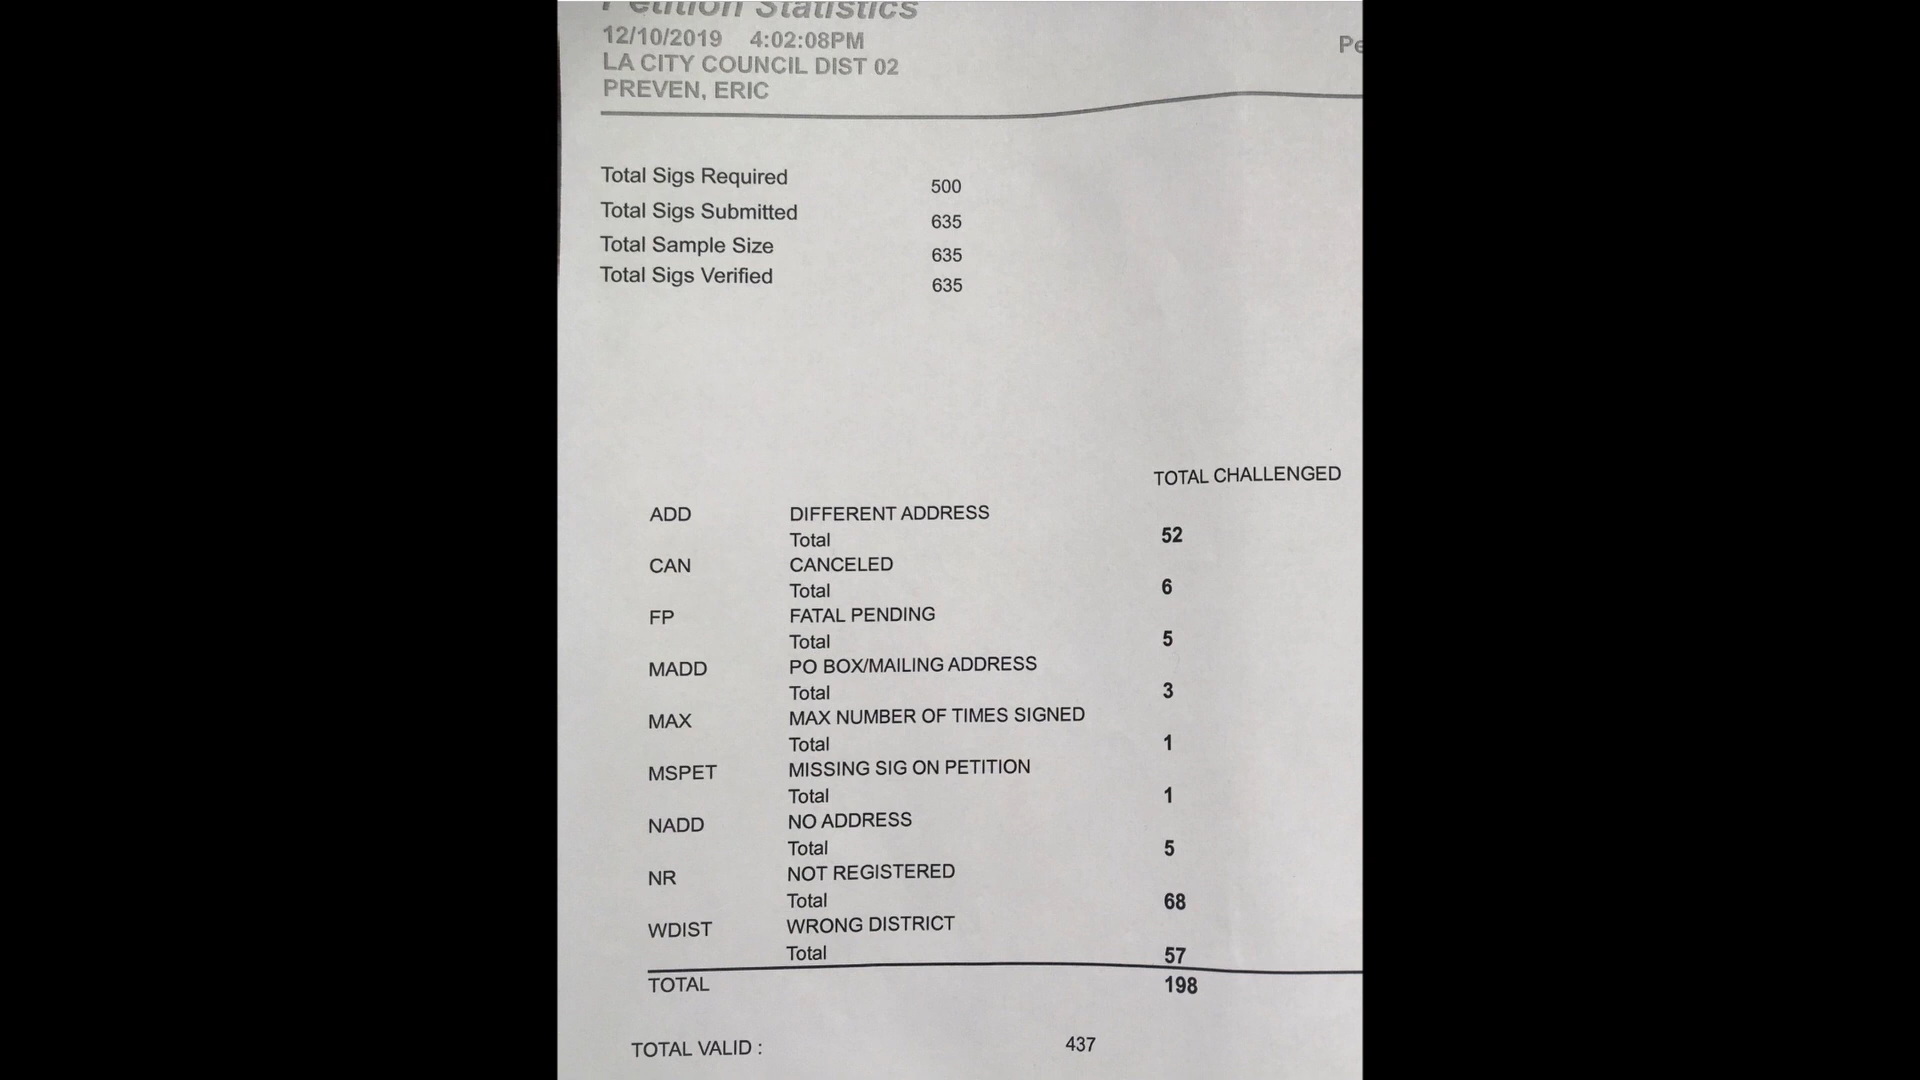 Petition Statistics
12/10/2019 4:02:08PM
LA CITY COUNCIL DIST 02
PREVEN, ERIC
Total Sigs Required 500
Total Sigs Submitted 635
Total Sample Size 635
Total Sigs Verified 635
TOTAL CHALLENGED
ADD DIFFERENT ADDRESS
Total 52
CAN CANCELED
Total 6
FP FATAL PENDING
Total 5
MADD PO BOX/MAILING ADDRESS
Total 3
MAX MAX NUMBER OF TIMES SIGNED
Total 1
MSPET MISSING SIG ON PETITION
Total 1
NADD NO ADDRESS
Total 5
NR NOT REGISTERED
Total 68
WDIST WRONG DISTRICT
Total 57
TOTAL 198
TOTAL VALID : 437